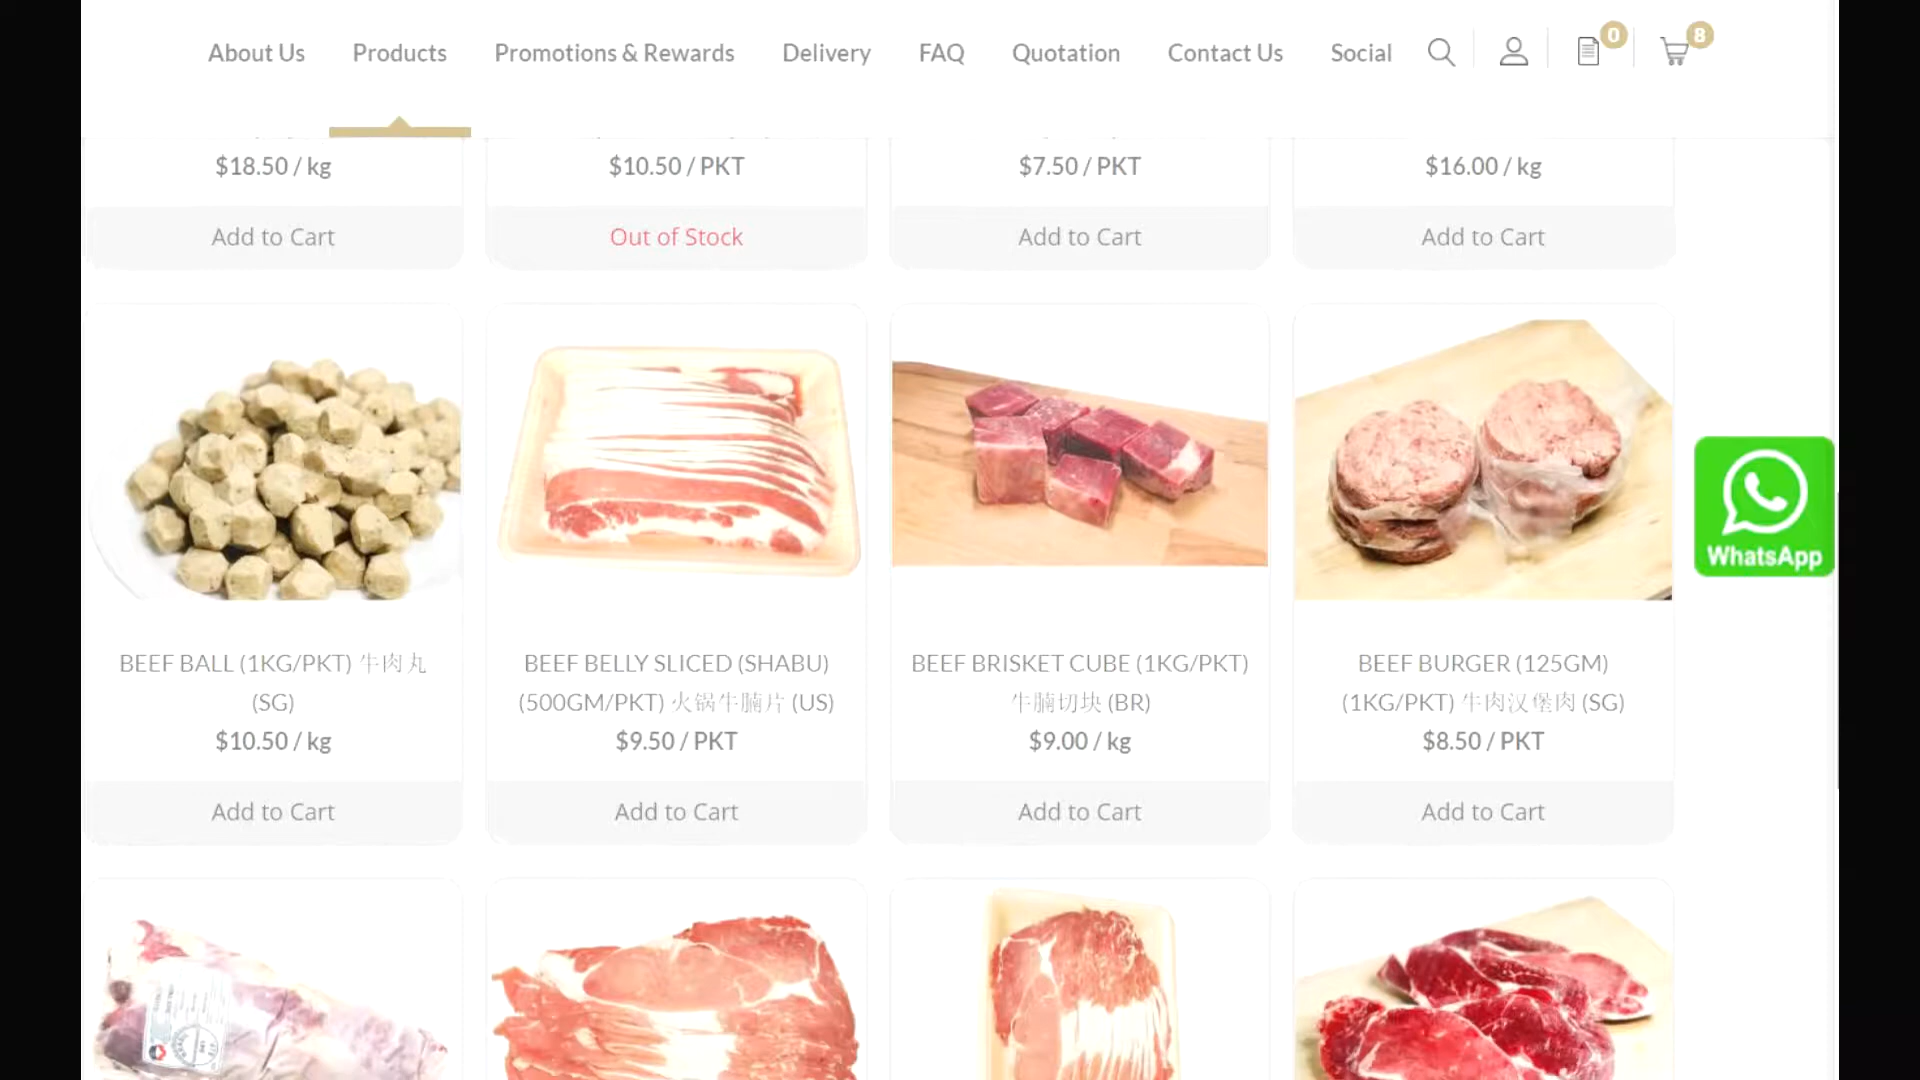 About Us Products Promotions & Rewards Delivery FAQ Quotation Contact Us Social 0 8
$18.50 / kg $10.50 / PKT $7.50 / PKT $16.00 / kg
Add to Cart Out of Stock Add to Cart Add to Cart
WhatsApp
BEEF BALL (1KG/PKT) 牛肉丸
(SG)
$10.50 / kg
Add to Cart
BEEF BELLY SLICED (SHABU)
(500GM/PKT) 火锅牛腩片 (US)
$9.50 / PKT
Add to Cart
BEEF BRISKET CUBE (1KG/PKT)
牛腩切块 (BR)
$9.00 / kg
Add to Cart
BEEF BURGER (125GM)
(1KG/PKT) 牛肉汉堡肉 (SG)
$8.50 / PKT
Add to Cart